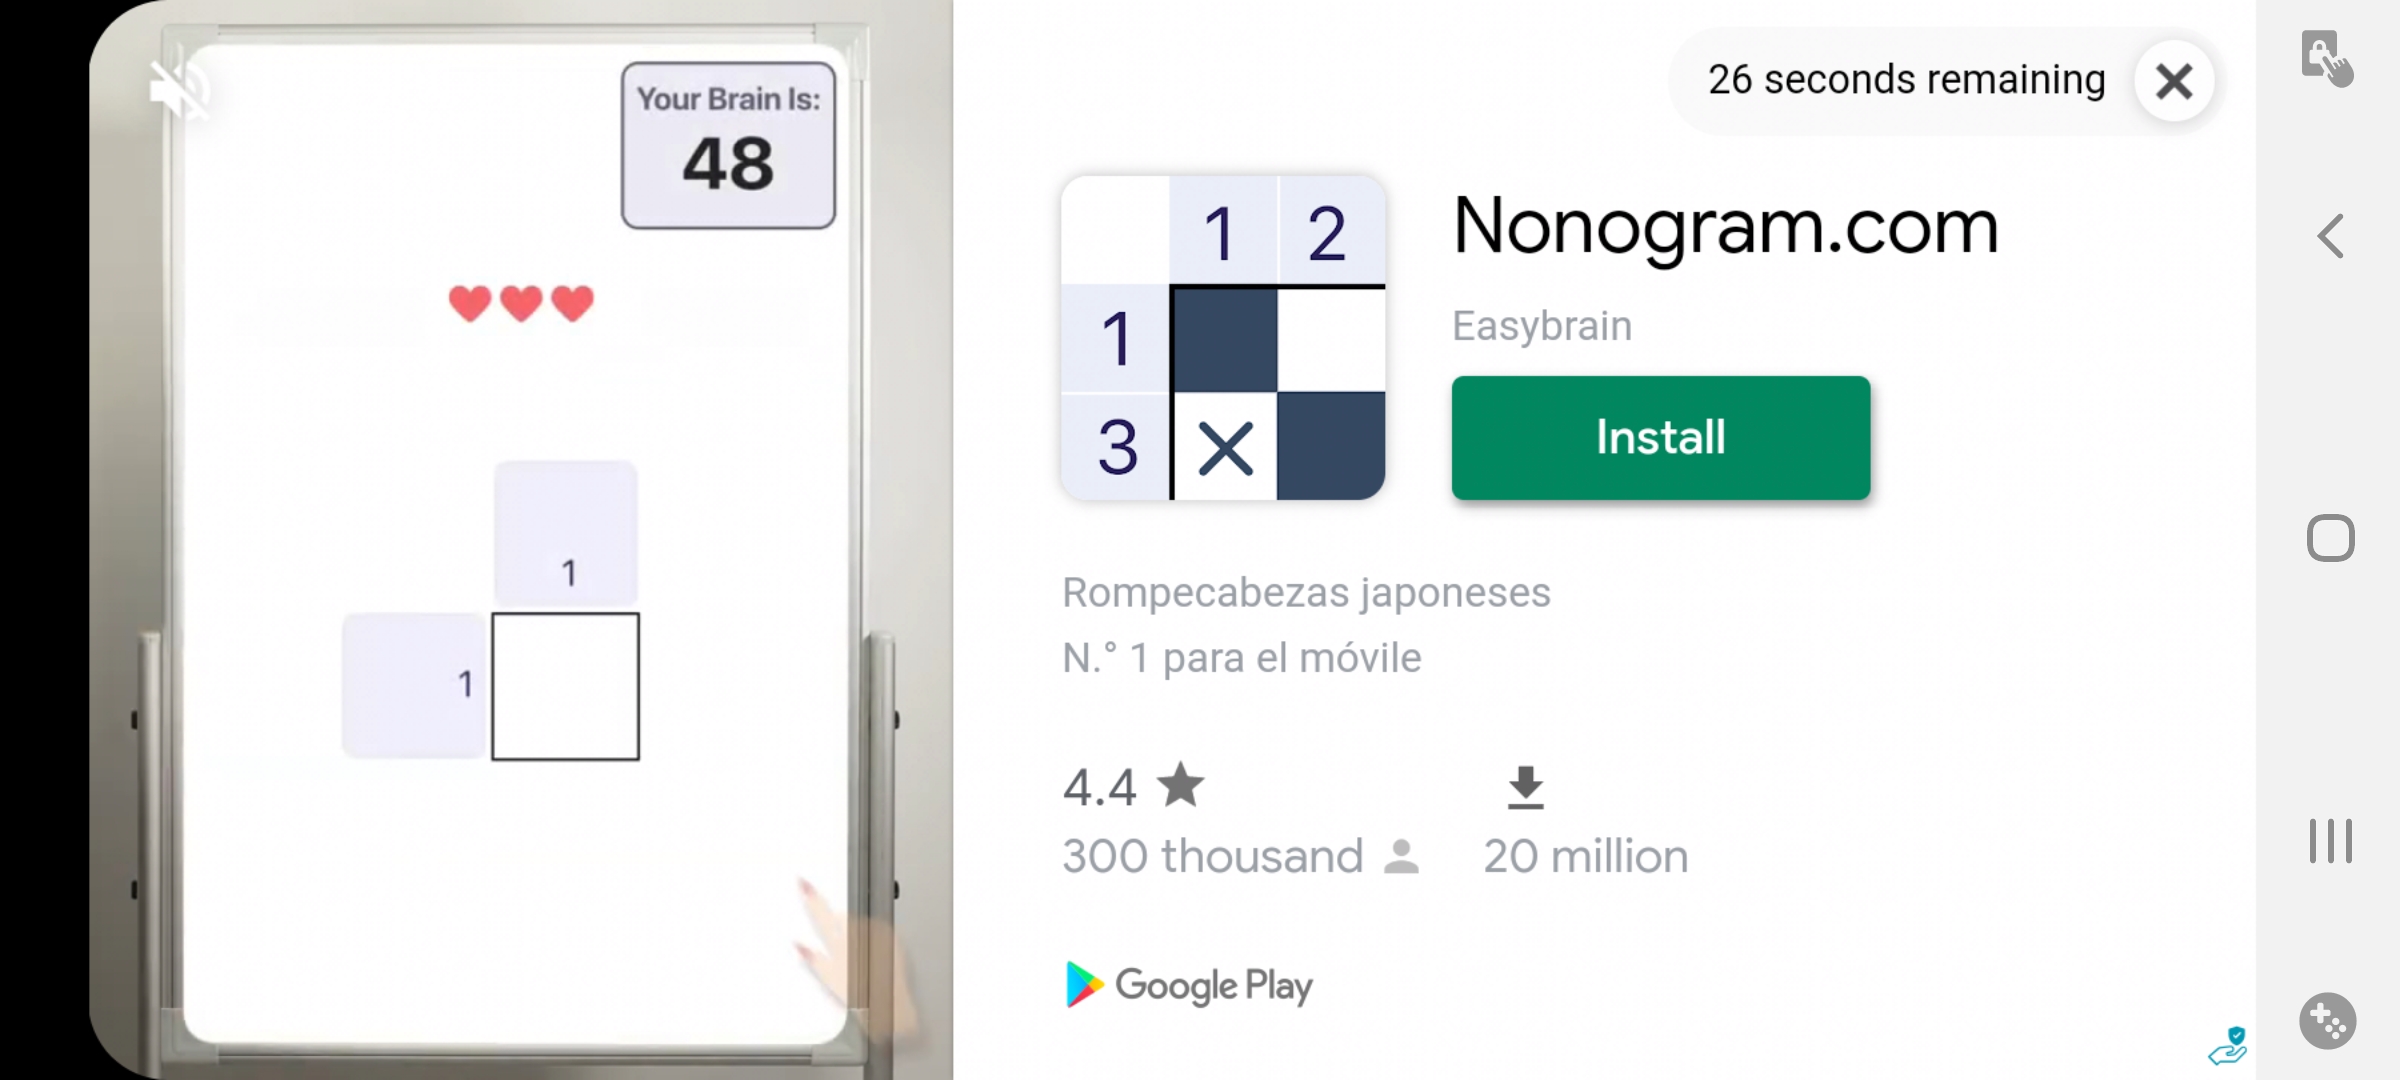 Your Brain Is:
48
1
1
26 seconds remaining
1 2
1
3
Nonogram.com
Easybrain
Install
Rompecabezas japoneses
N.° 1 para el móvile
4.4
300 thousand
20 million
Google Play